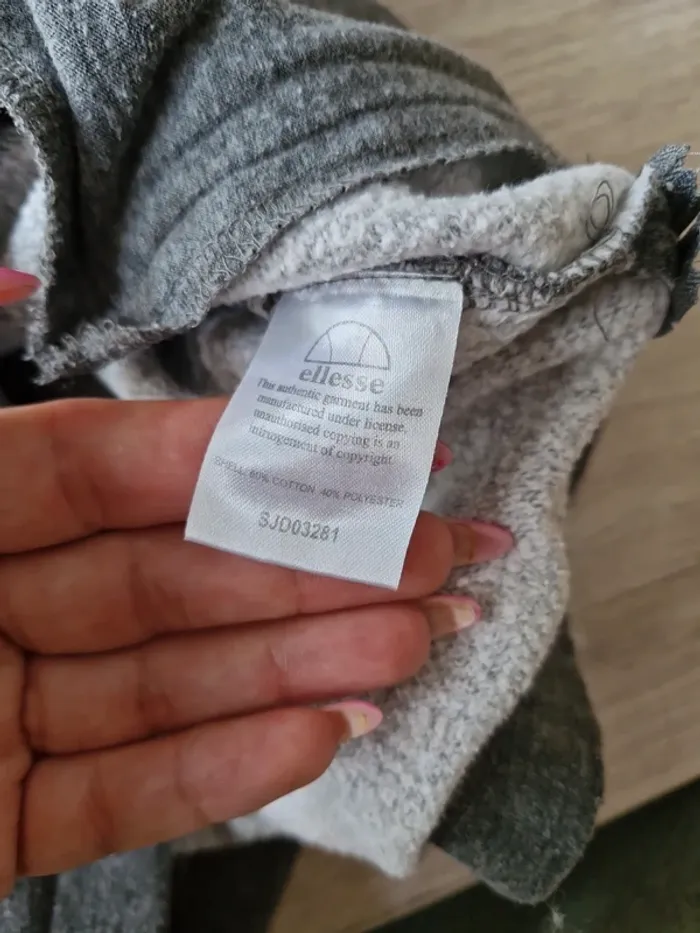 ellesse
This authentic garment has been
manufactured under license,
unauthorised copying is an
infringement of copyright.
SHELL: 60% COTTON 40% POLYESTER
SJD03281